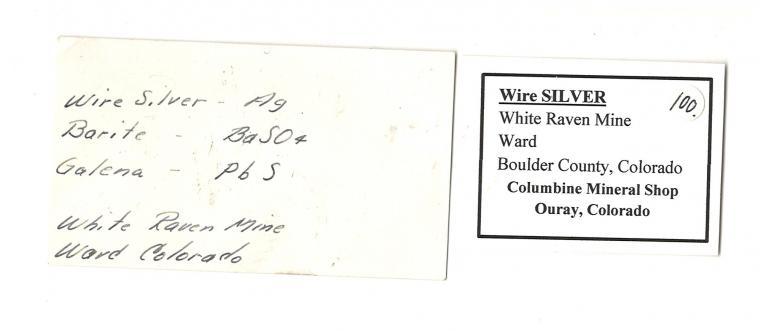 Wire Silver - Ag
Barite - BaSO4
Galena - PbS
White Raven Mine
Ward Colorado
Wire SILVER 100.
White Raven Mine
Ward
Boulder County, Colorado
Columbine Mineral Shop
Ouray, Colorado